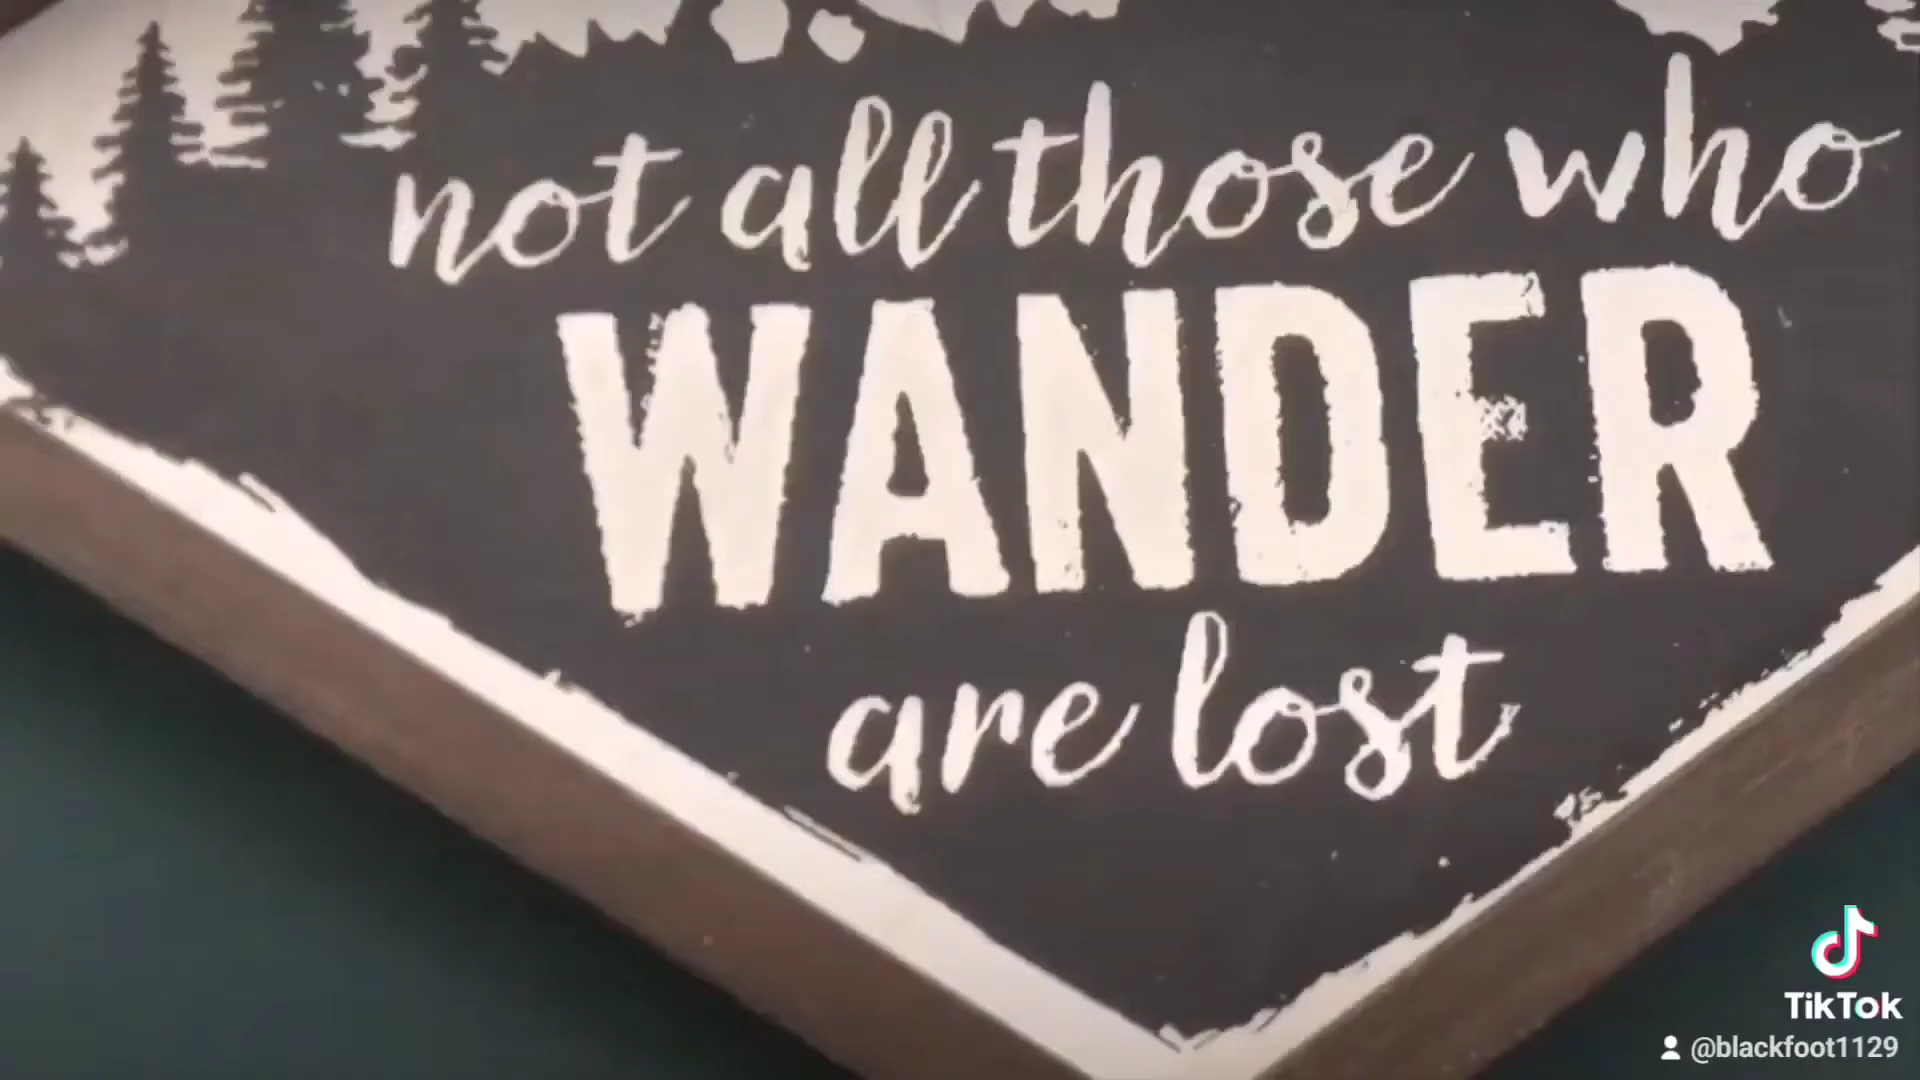 not all those who
WANDER
are lost
TikTok
@blackfoot1129